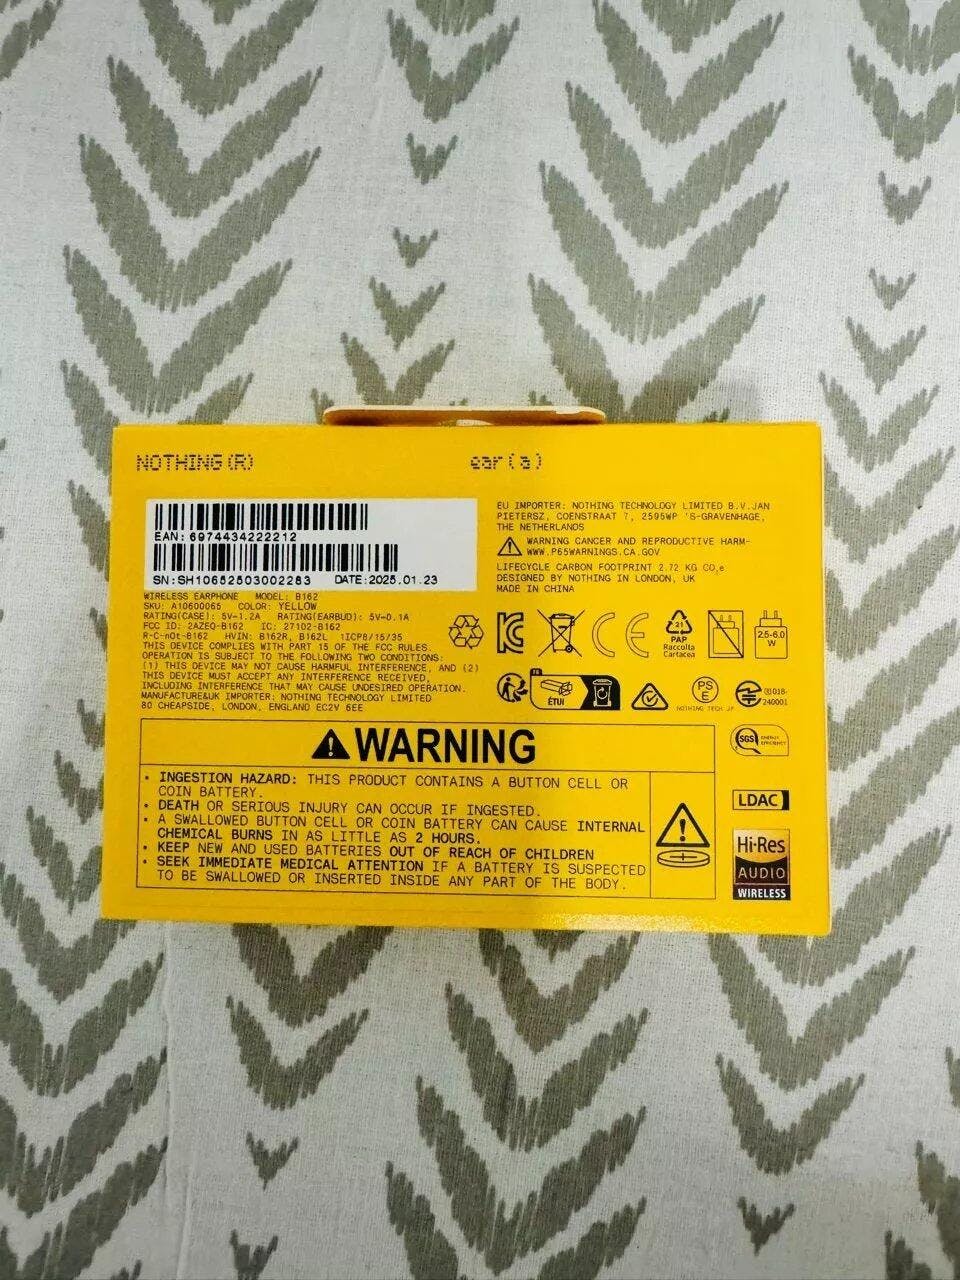 NOTHING(R)
ear (a)
EAN: 6974434222212
SN:SH10652503002283 DATE:2025.01.23
WIRELESS EARPHONE MODEL: B162
SKU: A10600065 COLOR: YELLOW
RATING(CASE): 5V⎓1.2A RATING(EARBUD): 5V⎓0.1A
FCC ID: 2AZEQ-B162 IC: 27102-B162
R-C-nOt-B162 HVIN: B162R, B162L 1ICP8/15/35
THIS DEVICE COMPLIES WITH PART 15 OF THE FCC RULES.
OPERATION IS SUBJECT TO THE FOLLOWING TWO CONDITIONS:
(1) THIS DEVICE MAY NOT CAUSE HARMFUL INTERFERENCE, AND (2)
THIS DEVICE MUST ACCEPT ANY INTERFERENCE RECEIVED,
INCLUDING INTERFERENCE THAT MAY CAUSE UNDESIRED OPERATION.
MANUFACTURE&UK IMPORTER: NOTHING TECHNOLOGY LIMITED
80 CHEAPSIDE, LONDON, ENGLAND EC2V 6EE
EU IMPORTER: NOTHING TECHNOLOGY LIMITED B.V.JAN
PIETERSZ, COENSTRAAT 7, 2595WP 'S-GRAVENHAGE,
THE NETHERLANDS
WARNING CANCER AND REPRODUCTIVE HARM-
WWW.P65WARNINGS.CA.GOV
LIFECYCLE CARBON FOOTPRINT 2.72 KG CO₂e
DESIGNED BY NOTHING IN LONDON, UK
MADE IN CHINA
CE
21
PAP
Raccolta
Cartacea
2.5-6.0
W
FR
ÉTUI
PS
E
NOTHING TECH JP
018-
240001
SGS ENERGY
EFFICIENCY
LDAC
Hi-Res
AUDIO
WIRELESS
WARNING
• INGESTION HAZARD: THIS PRODUCT CONTAINS A BUTTON CELL OR
COIN BATTERY.
• DEATH OR SERIOUS INJURY CAN OCCUR IF INGESTED.
• A SWALLOWED BUTTON CELL OR COIN BATTERY CAN CAUSE INTERNAL
CHEMICAL BURNS IN AS LITTLE AS 2 HOURS.
• KEEP NEW AND USED BATTERIES OUT OF REACH OF CHILDREN
• SEEK IMMEDIATE MEDICAL ATTENTION IF A BATTERY IS SUSPECTED
TO BE SWALLOWED OR INSERTED INSIDE ANY PART OF THE BODY.